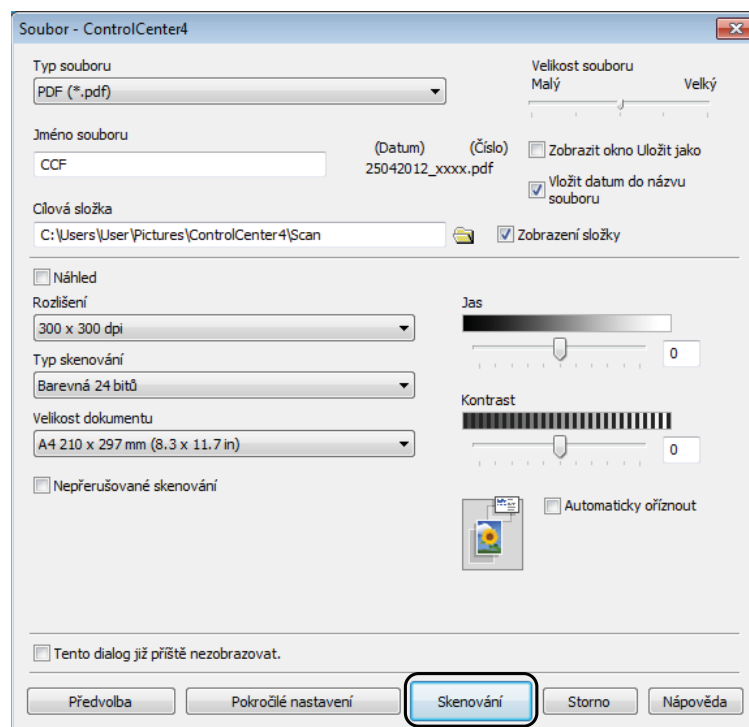 Soubor - ControlCenter4
Typ souboru
PDF (*.pdf)
Velikost souboru
Malý Velký
Jméno souboru
CCF
(Datum) (Číslo)
25042012_xxxx.pdf
Zobrazit okno Uložit jako
Vložit datum do názvu
souboru
Cílová složka
C:\Users\User\Pictures\ControlCenter4\Scan
Zobrazení složky
Náhled
Rozlišení
300 x 300 dpi
Typ skenování
Barevná 24 bitů
Velikost dokumentu
A4 210 x 297 mm (8.3 x 11.7 in)
Nepřerušované skenování
Jas
0
Kontrast
0
Automaticky oříznout
Tento dialog již příště nezobrazovat.
Předvolba Pokročilé nastavení Skenování Storno Nápověda